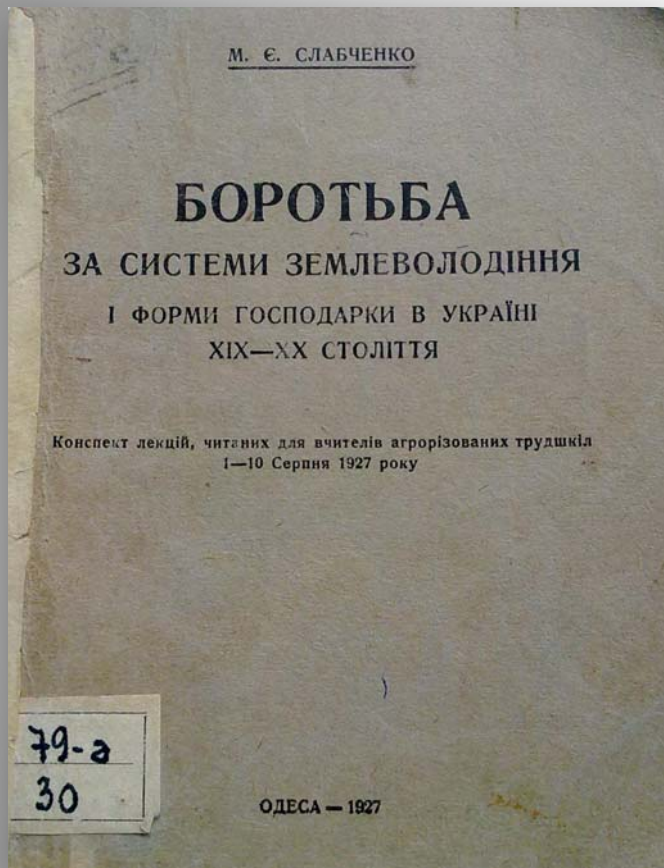 М. Є. СЛАБЧЕНКО
БОРОТЬБА
ЗА СИСТЕМИ ЗЕМЛЕВОЛОДІННЯ
І ФОРМИ ГОСПОДАРКИ В УКРАЇНІ
XIX—XX СТОЛІТТЯ
Конспект лекцій, читаних для вчителів агрорізованих трудшкіл
1—10 Серпня 1927 року
79-а
30
ОДЕСА — 1927